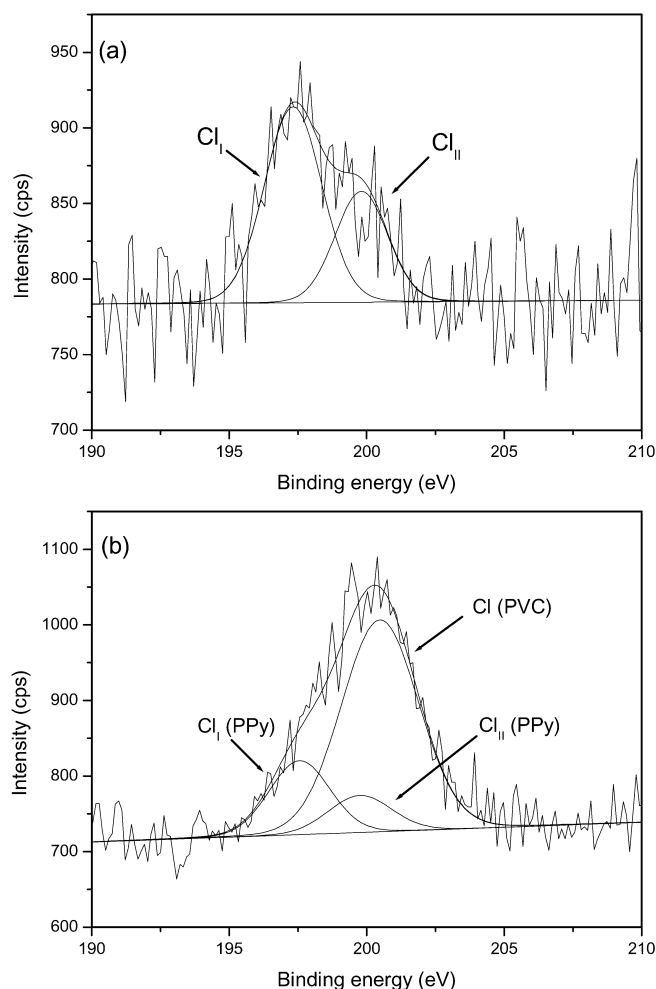 (a)
950
900
850
800
750
700
Intensity (cps)
Cl_I
Cl_II
190 195 200 205 210
Binding energy (eV)
(b)
1100
1000
900
800
700
600
Intensity (cps)
Cl (PVC)
Cl_I (PPy)
Cl_II (PPy)
190 195 200 205 210
Binding energy (eV)